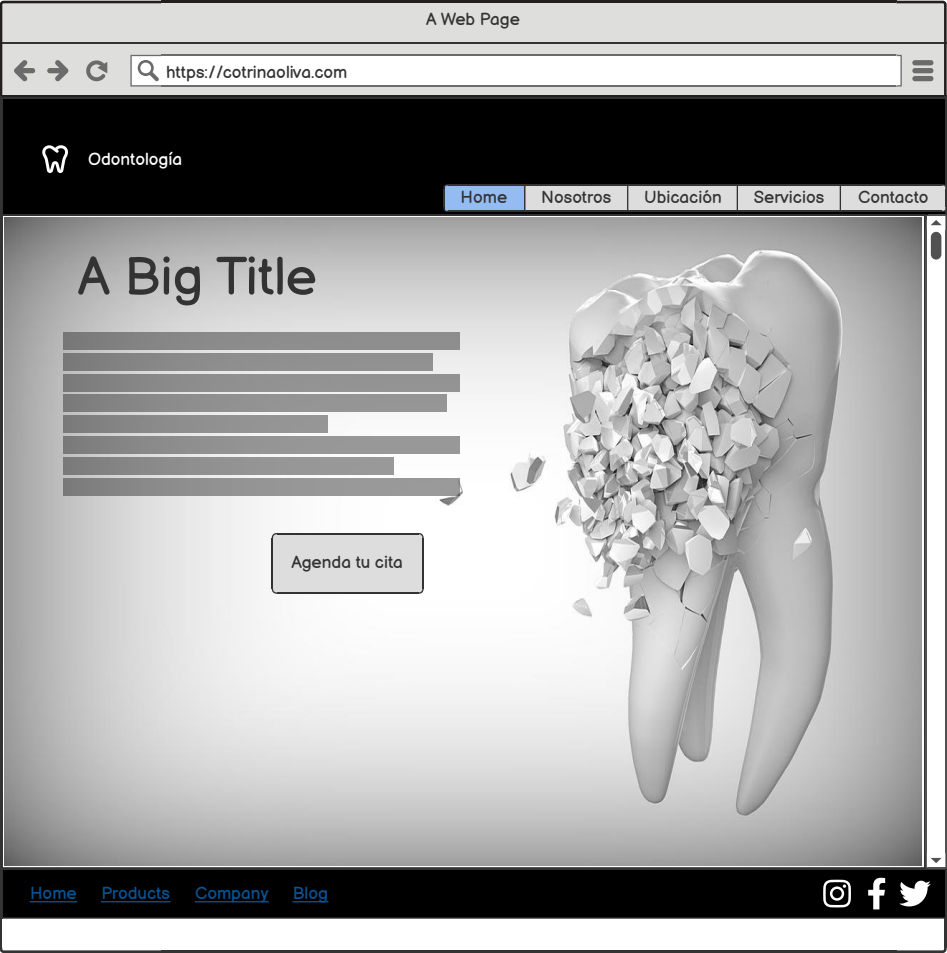 A Web Page
https://cotrinaoliva.com
Odontología
Home Nosotros Ubicación Servicios Contacto
A Big Title
Agenda tu cita
Home Products Company Blog